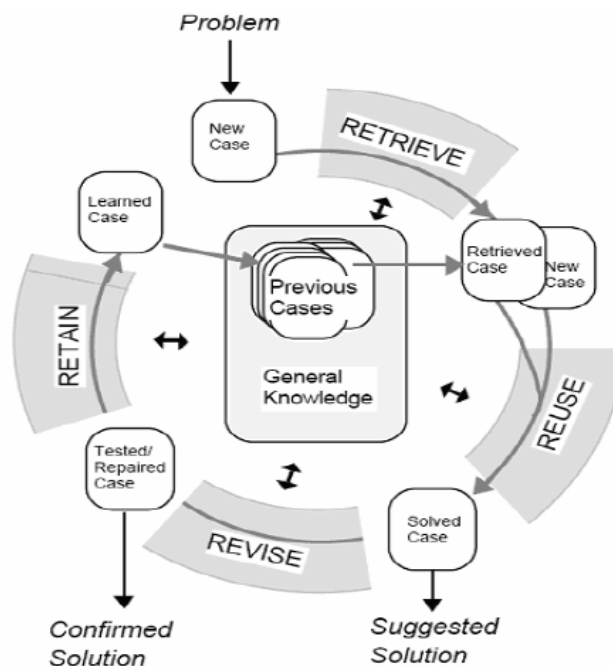 Problem
New
Case
RETRIEVE
Learned
Case
Retrieved
Case
New
Case
Previous
Cases
General
Knowledge
RETAIN
REUSE
Tested/
Repaired
Case
REVISE
Solved
Case
Confirmed
Solution
Suggested
Solution